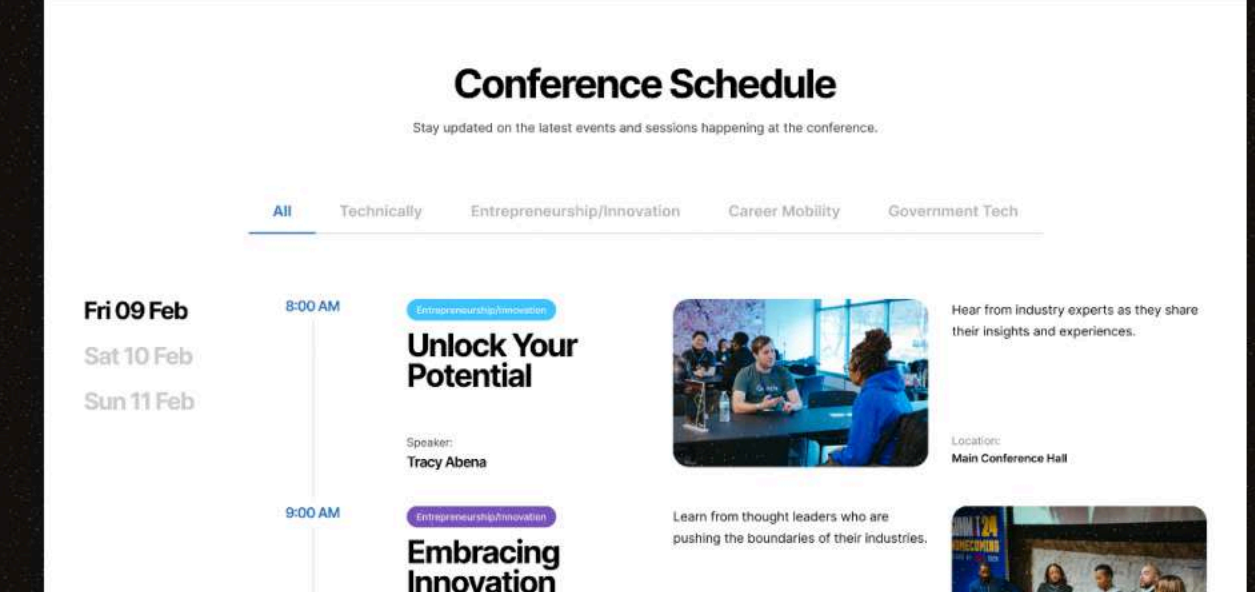 Conference Schedule
Stay updated on the latest events and sessions happening at the conference.
All
Technically
Entrepreneurship/Innovation
Career Mobility
Government Tech
Fri 09 Feb
Sat 10 Feb
Sun 11 Feb
8:00 AM
Entrepreneurship/Innovation
Unlock Your
Potential
Speaker:
Tracy Abena
Hear from industry experts as they share
their insights and experiences.
Location:
Main Conference Hall
9:00 AM
Entrepreneurship/Innovation
Embracing
Innovation
Learn from thought leaders who are
pushing the boundaries of their industries.
HOMECOMING